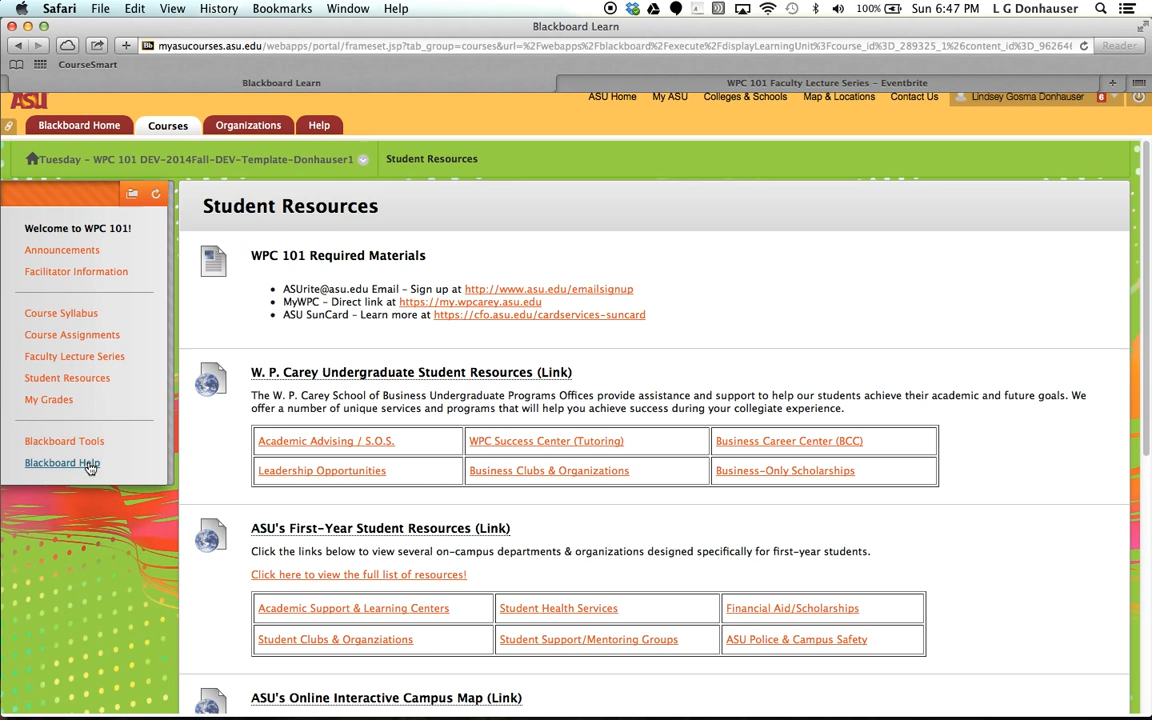 Safari File Edit View History Bookmarks Window Help 100% Sun 6:47 PM L G Donhauser
Blackboard Learn
myasucourses.asu.edu/webapps/portal/frameset.jsp?tab_group=courses&url=%2Fwebapps%2Fblackboard%2Fexecute%2FdisplayLearningUnit%3Fcourse_id%3D_289325_1%26content_id%3D_962646 Reader
CourseSmart
Blackboard Learn WPC 101 Faculty Lecture Series – Eventbrite
ASU ASU Home My ASU Colleges & Schools Map & Locations Contact Us Lindsey Gosma Donhauser 6
Blackboard Home Courses Organizations Help
Tuesday - WPC 101 DEV-2014Fall-DEV-Template-Donhauser1 Student Resources
Student Resources
Welcome to WPC 101!
Announcements
Facilitator Information
Course Syllabus
Course Assignments
Faculty Lecture Series
Student Resources
My Grades
Blackboard Tools
Blackboard Help
WPC 101 Required Materials
• ASUrite@asu.edu Email – Sign up at http://www.asu.edu/emailsignup
• MyWPC – Direct link at https://my.wpcarey.asu.edu
• ASU SunCard – Learn more at https://cfo.asu.edu/cardservices-suncard
W. P. Carey Undergraduate Student Resources (Link)
The W. P. Carey School of Business Undergraduate Programs Offices provide assistance and support to help our students achieve their academic and future goals. We
offer a number of unique services and programs that will help you achieve success during your collegiate experience.
Academic Advising / S.O.S. WPC Success Center (Tutoring) Business Career Center (BCC)
Leadership Opportunities Business Clubs & Organizations Business-Only Scholarships
ASU's First-Year Student Resources (Link)
Click the links below to view several on-campus departments & organizations designed specifically for first-year students.
Click here to view the full list of resources!
Academic Support & Learning Centers Student Health Services Financial Aid/Scholarships
Student Clubs & Organziations Student Support/Mentoring Groups ASU Police & Campus Safety
ASU's Online Interactive Campus Map (Link)